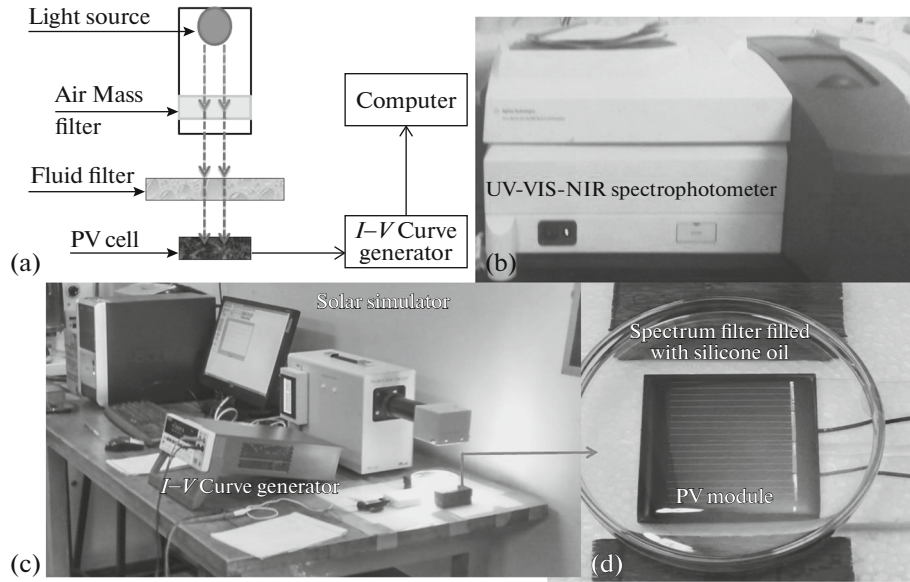 Light source
Air Mass
filter
Fluid filter
PV cell
Computer
I–V Curve
generator
(a)
UV-VIS-NIR spectrophotometer
(b)
Solar simulator
I–V Curve generator
(c)
Spectrum filter filled
with silicone oil
PV module
(d)